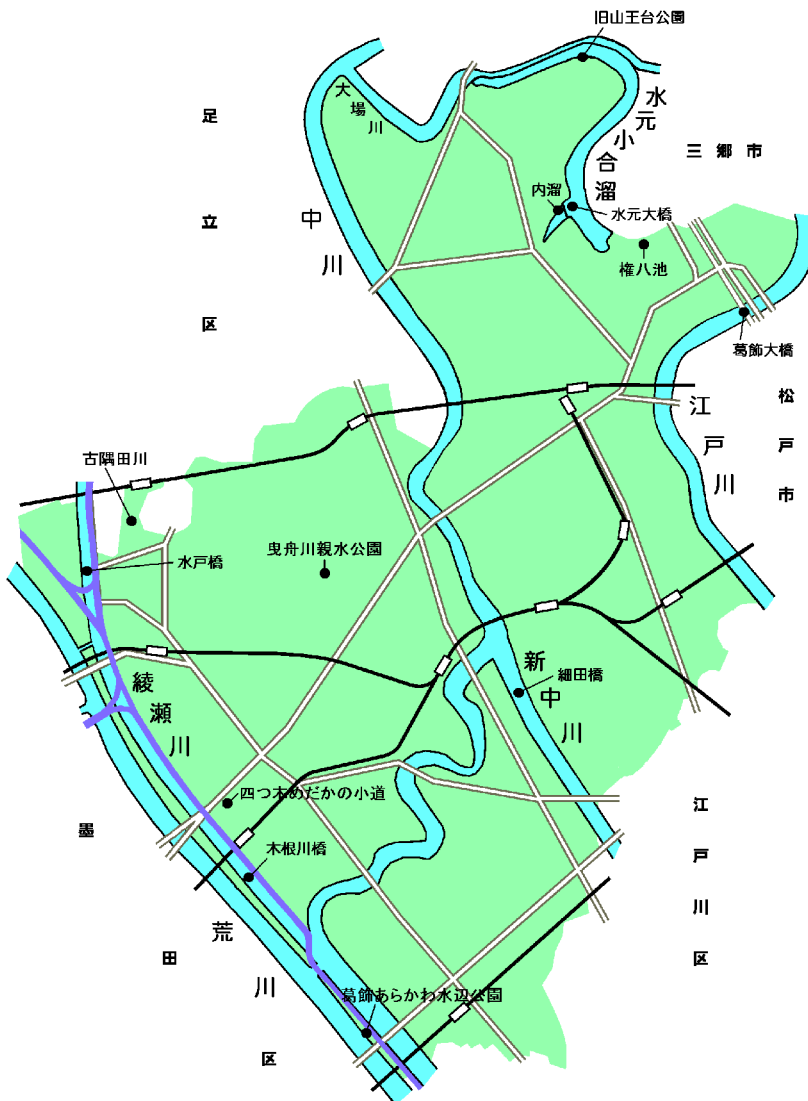 旧山王台公園
大場川
水元小合溜
足立区
三郷市
内溜
水元大橋
中川
権八池
葛飾大橋
松戸市
江戸川
古隅田川
曳舟川親水公園
水戸橋
新中川
細田橋
綾瀬川
四つ木めだかの小道
江戸川区
墨田区
木根川橋
荒川
葛飾あらかわ水辺公園